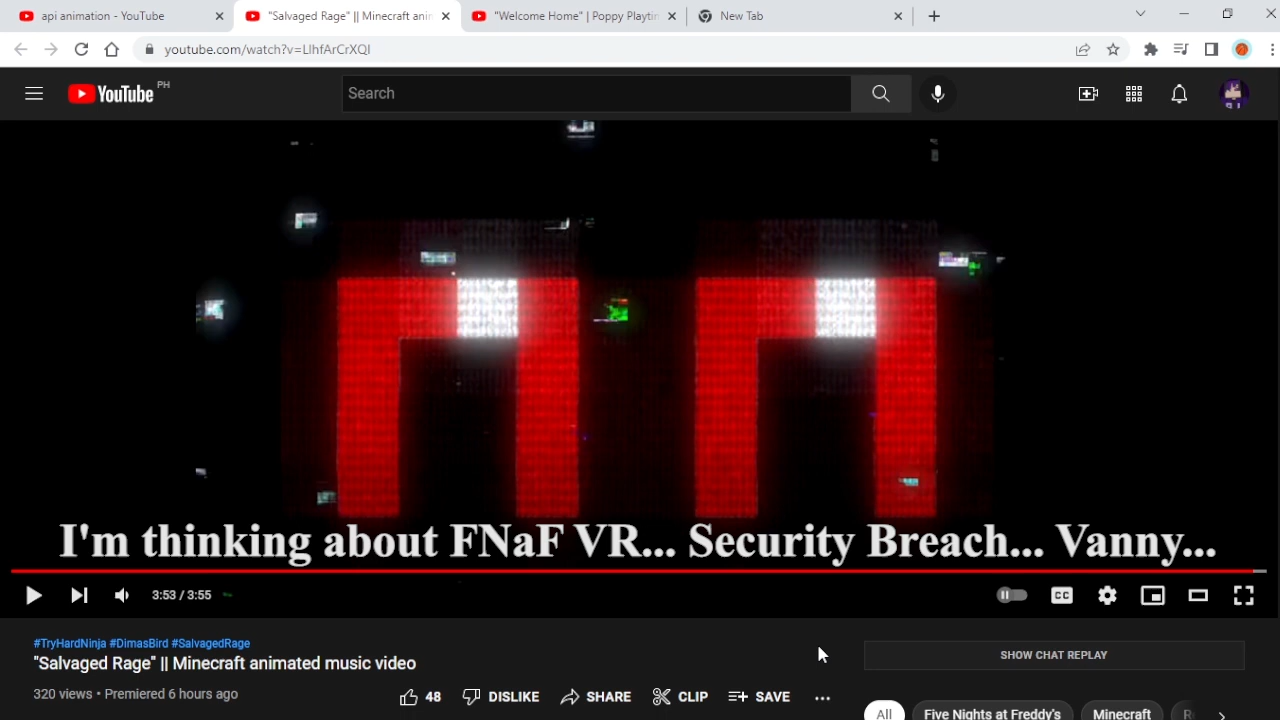 api animation - YouTube
"Salvaged Rage" || Minecraft ani
"Welcome Home" | Poppy Playtin
New Tab
youtube.com/watch?v=LlhfArCrXQI
YouTube PH
Search
I'm thinking about FNaF VR... Security Breach... Vanny...
3:53 / 3:55
CC
#TryHardNinja #DimasBird #SalvagedRage
"Salvaged Rage" || Minecraft animated music video
320 views • Premiered 6 hours ago
48 DISLIKE SHARE CLIP SAVE
SHOW CHAT REPLAY
All Five Nights at Freddy's Minecraft